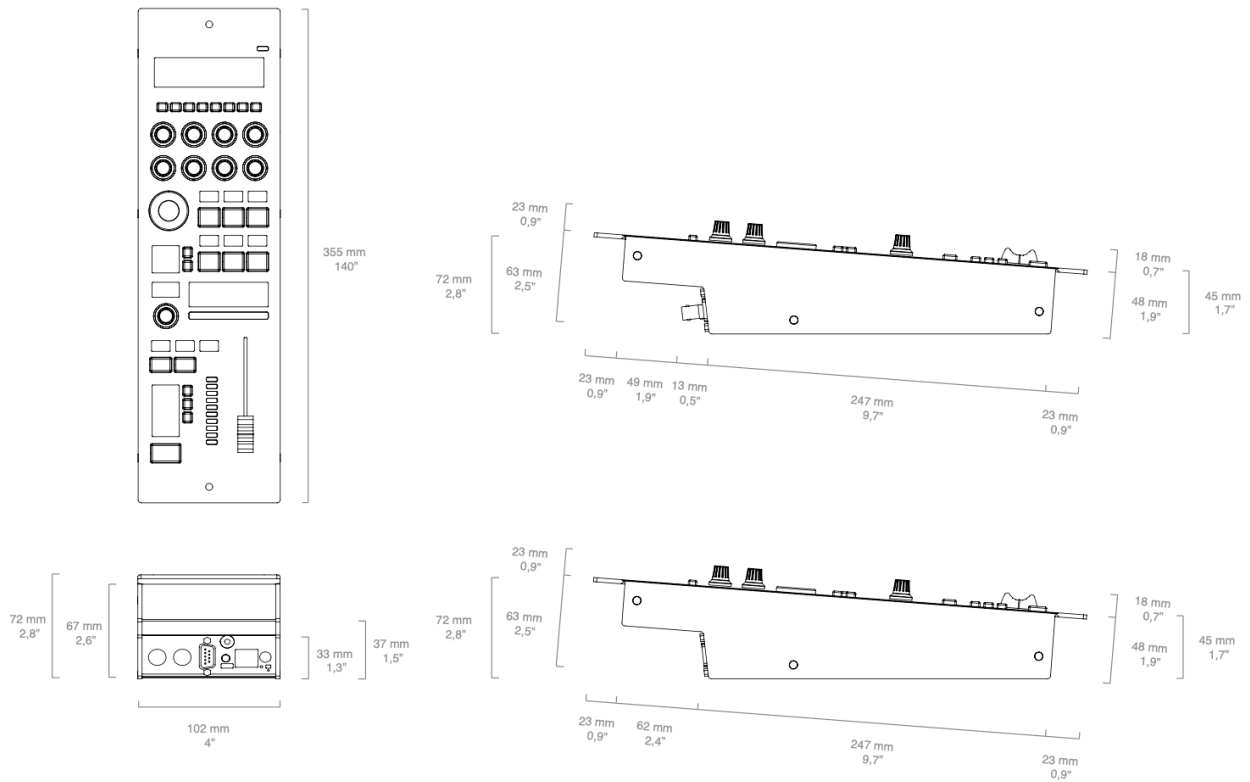 355 mm
140”
23 mm
0,9”
72 mm
2,8”
63 mm
2,5”
18 mm
0,7”
48 mm
1,9”
45 mm
1,7”
23 mm
0,9”
49 mm
1,9”
13 mm
0,5”
247 mm
9,7”
23 mm
0,9”
72 mm
2,8”
67 mm
2,6”
33 mm
1,3”
37 mm
1,5”
102 mm
4”
23 mm
0,9”
72 mm
2,8”
63 mm
2,5”
18 mm
0,7”
48 mm
1,9”
45 mm
1,7”
23 mm
0,9”
62 mm
2,4”
247 mm
9,7”
23 mm
0,9”